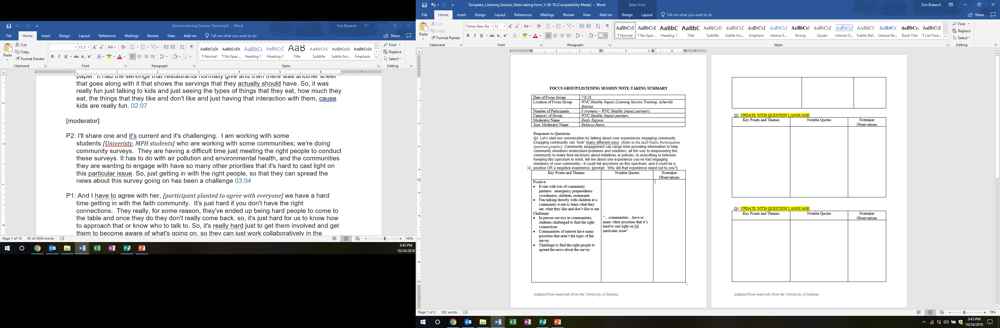 Demo Listening Session Transcript2 - Word
Erin Braasch
File Home Insert Design Layout References Mailings Review View Add-ins Tell me what you want to do Share
Paste Cut Copy Format Painter
11.5
AaBbCcDc AaBbCcDc AaBbCc AaBbCcC AaB AaBbCcC AaBbCcDc AaBbCcDc
¶ Normal ¶ No Spac... Heading 1 Heading 2 Title Subtitle Subtle Em... Emphasis
Find Replace Select
Clipboard Font Paragraph Styles Editing
paper. It had the servings that restaurants normally give and then there was another sheet
that goes along with it that shows the servings that they actually should have. So, it was
really fun just talking to kids and just seeing the types of things that they eat, how much they
eat, the things that they like and don't like and just having that interaction with them, cause
kids are really fun. 02:07
[moderator]
P2: I'll share one and it's current and it's challenging. I am working with some
students [Univeristy, MPH students] who are working with some communities; we're doing
community surveys. They are having a difficult time just meeting the right people to conduct
these surveys. It has to do with air pollution and environmental health, and the communities
they are wanting to engage with have so many other priorities that it's hard to cast light on
this particular issue. So, just getting in with the right people, so that they can spread the
news about this survey going on has been a challenge 03:04
P1: And I have to agree with her, [participant planted to agree with everyone] we have a hard
time getting in with the faith community. It's just hard if you don't have the right
connections. They really, for some reason, they've ended up being hard people to come to
the table and once they do they don't really come back. so, it's just hard for us to know how
to approach that or know who to talk to. So, it's really hard just to get them involved and get
them to become aware of what's going on, so they can just work collaboratively in the
Page 1 of 10 95 of 5504 words 140%
3:45 PM
10/24/2018
Template_Listening Session_Note-taking form_5-28-18 [Compatibility Mode] - Word
Table Tools
Erin Braasch
File Home Insert Design Layout References Mailings Review View Add-ins Design Layout Tell me what you want to do Share
Paste Cut Copy Format Painter
Times New Ro 12
AaBbCcI AaBbCcI AaBbC AaBbC AaBbCcD AaBbCcL AaBbCcL AaBbCcL AaBbCcI AaBbCcL AaBbCcL AaBbCc AaBbCc AaBbCcL AaBbCcI
¶ Normal ¶ No Spac... Heading 1 Title Subtitle Subtle Em... Emphasis Intense E... Strong Quote Intense Q... Subtle Ref... Intense Re... Book Title ¶ List Para...
Find Replace Select
Clipboard Font Paragraph Styles Editing
FOCUS GROUP/LISTENING SESSION NOTE-TAKING SUMMARY
Date of Focus Group 7/8/18
Location of Focus Group WNC Healthy Impact Listening Session Training, Asheville
Habitat
Number of Participants 8 (women) – WNC Healthy Impact partners)
Category of Group WNC Healthy Impact partners
Moderator Name Emily Kujawa
Asst. Moderator Name Rebecca Reeve
Responses to Questions
Q1. Let's start our conversation by talking about your experiences engaging community.
Engaging community can "look" many different ways. [Refer to the IA2P Public Participation
Spectrum graphic]. Community engagement can range from providing information to help
community members understand problems and solutions, all the way to empowering the
community to make final decisions about initiatives or policies, to everything in between.
Keeping this spectrum in mind, tell me about one experience you've had engaging
members of your community—it could fall anywhere on this spectrum, and it could be a
positive OR a negative experience. [prompt: Why did that experience stand out to you?]
Key Points and Themes Notable Quotes Notetaker
Observations
Positive
• Event with lots of community
partners: emergency preparedness
coordinator, children, restaurants
• Fun talking directly with children at a
community event to learn what they
eat, what they like and don't like to eat
Challenge
• In person surveys in communities;
students challenged to find the right
connections
• Communities of interest have many
priorities that aren't the topic of the
survey
• Challenge to find the right people to
spread the news about the survey
"…communities…have so
many other priorities that it's
hard to cast light on [a]
particular issue"
Adapted from materials from the University of Indiana.
Q2. UPDATE WITH QUESTION LANGUAGE
Key Points and Themes Notable Quotes Notetaker
Observations
Q3. UPDATE WITH QUESTION LANGUAGE
Key Points and Themes Notable Quotes Notetaker
Observations
Adapted from materials from the University of Indiana.
Page 1 of 3 302 words 79%
3:45 PM
10/24/2018